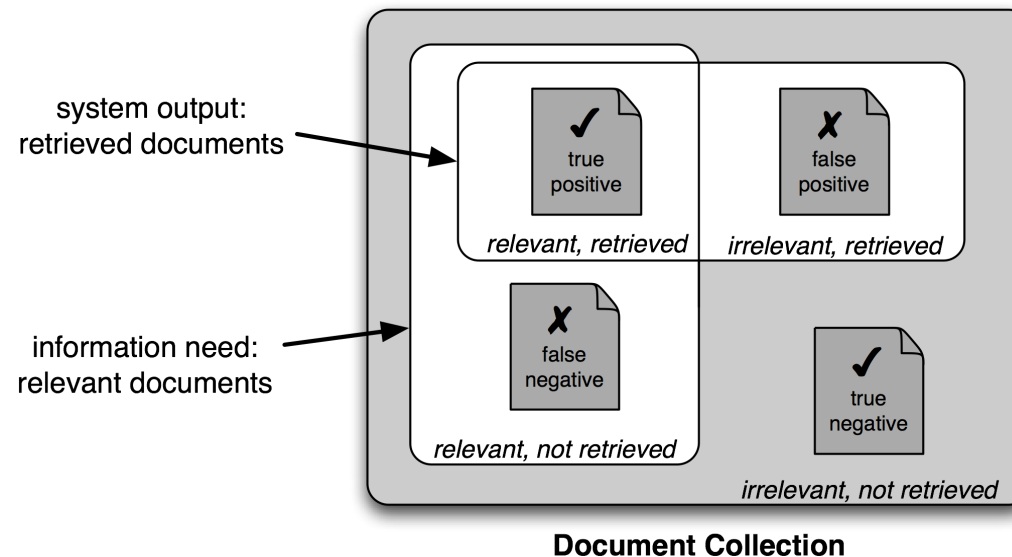 system output:
retrieved documents
✓
true
positive
✗
false
positive
relevant, retrieved
irrelevant, retrieved
information need:
relevant documents
✗
false
negative
✓
true
negative
relevant, not retrieved
irrelevant, not retrieved
Document Collection